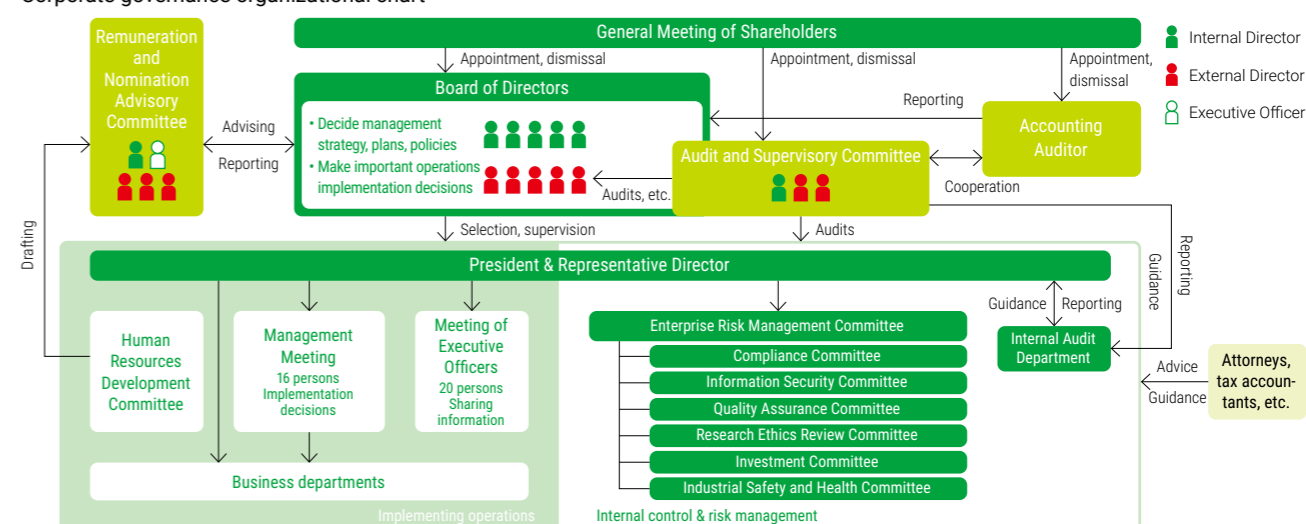 Corporate governance organizational chart
General Meeting of Shareholders
Internal Director
External Director
Executive Officer
Remuneration
and
Nomination
Advisory
Committee
Appointment, dismissal
Appointment, dismissal
Appointment,
dismissal
Board of Directors
• Decide management
strategy, plans, policies
• Make important operations
implementation decisions
Advising
Reporting
Reporting
Accounting
Auditor
Audit and Supervisory Committee
Audits, etc.
Cooperation
Selection, supervision
Audits
Drafting
President & Representative Director
Guidance
Reporting
Guidance
Reporting
Human
Resources
Development
Committee
Management
Meeting
16 persons
Implementation
decisions
Meeting of
Executive
Officers
20 persons
Sharing
information
Enterprise Risk Management Committee
Compliance Committee
Information Security Committee
Quality Assurance Committee
Research Ethics Review Committee
Investment Committee
Industrial Safety and Health Committee
Internal Audit
Department
Advice
Guidance
Attorneys,
tax accoun-
tants, etc.
Business departments
Implementing operations
Internal control & risk management